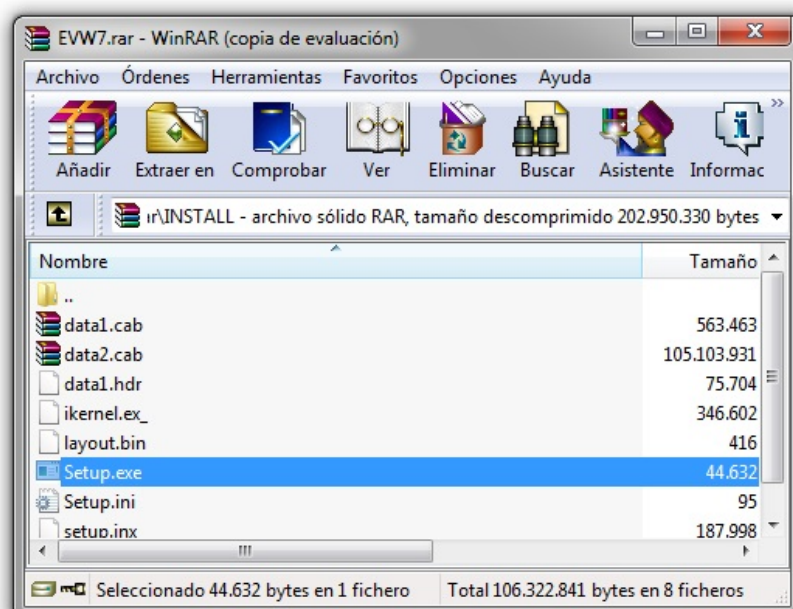 EVW7.rar - WinRAR (copia de evaluación)
Archivo Órdenes Herramientas Favoritos Opciones Ayuda
Añadir Extraer en Comprobar Ver Eliminar Buscar Asistente Informac
ır\INSTALL - archivo sólido RAR, tamaño descomprimido 202.950.330 bytes
Nombre Tamaño
..
data1.cab 563.463
data2.cab 105.103.931
data1.hdr 75.704
ikernel.ex_ 346.602
layout.bin 416
Setup.exe 44.632
Setup.ini 95
setup.inx 187.998
Seleccionado 44.632 bytes en 1 fichero Total 106.322.841 bytes en 8 ficheros